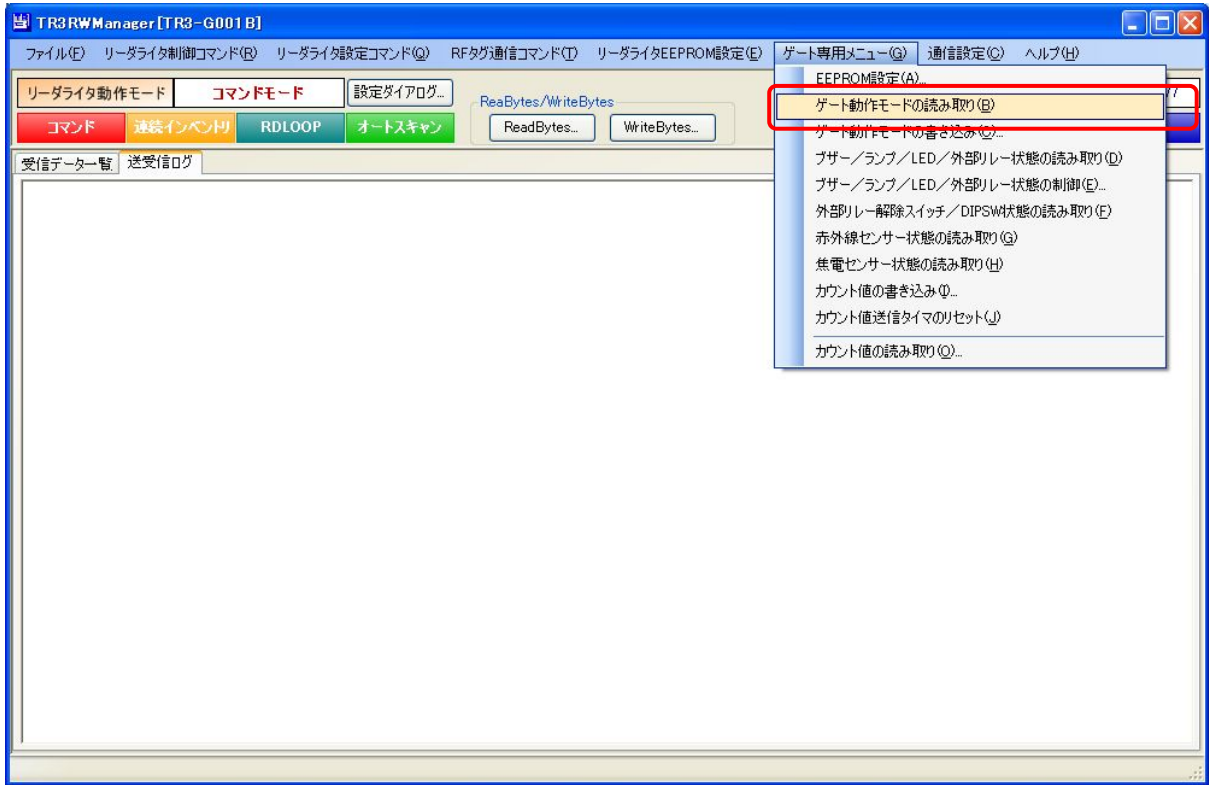 TR3RWManager[TR3-G001B]
ファイル(F) リーダライタ制御コマンド(R) リーダライタ設定コマンド(Q) RFタグ通信コマンド(T) リーダライタEEPROM設定(E) ゲート専用メニュー(G) 通信設定(C) ヘルプ(H)
リーダライタ動作モード コマンドモード 設定ダイアログ...
コマンド 連続インベントリ RDLOOP オートスキャン
ReaBytes/WriteBytes
ReadBytes... WriteBytes...
EEPROM設定(A)...
ゲート動作モードの読み取り(B)
ゲート動作モードの書き込み(C)...
ブザー/ランプ/LED/外部リレー状態の読み取り(D)
ブザー/ランプ/LED/外部リレー状態の制御(E)...
外部リレー解除スイッチ/DIPSW状態の読み取り(F)
赤外線センサー状態の読み取り(G)
焦電センサー状態の読み取り(H)
カウント値の書き込み(I)...
カウント値送信タイマのリセット(J)
カウント値の読み取り(O)...
受信データ一覧 送受信ログ